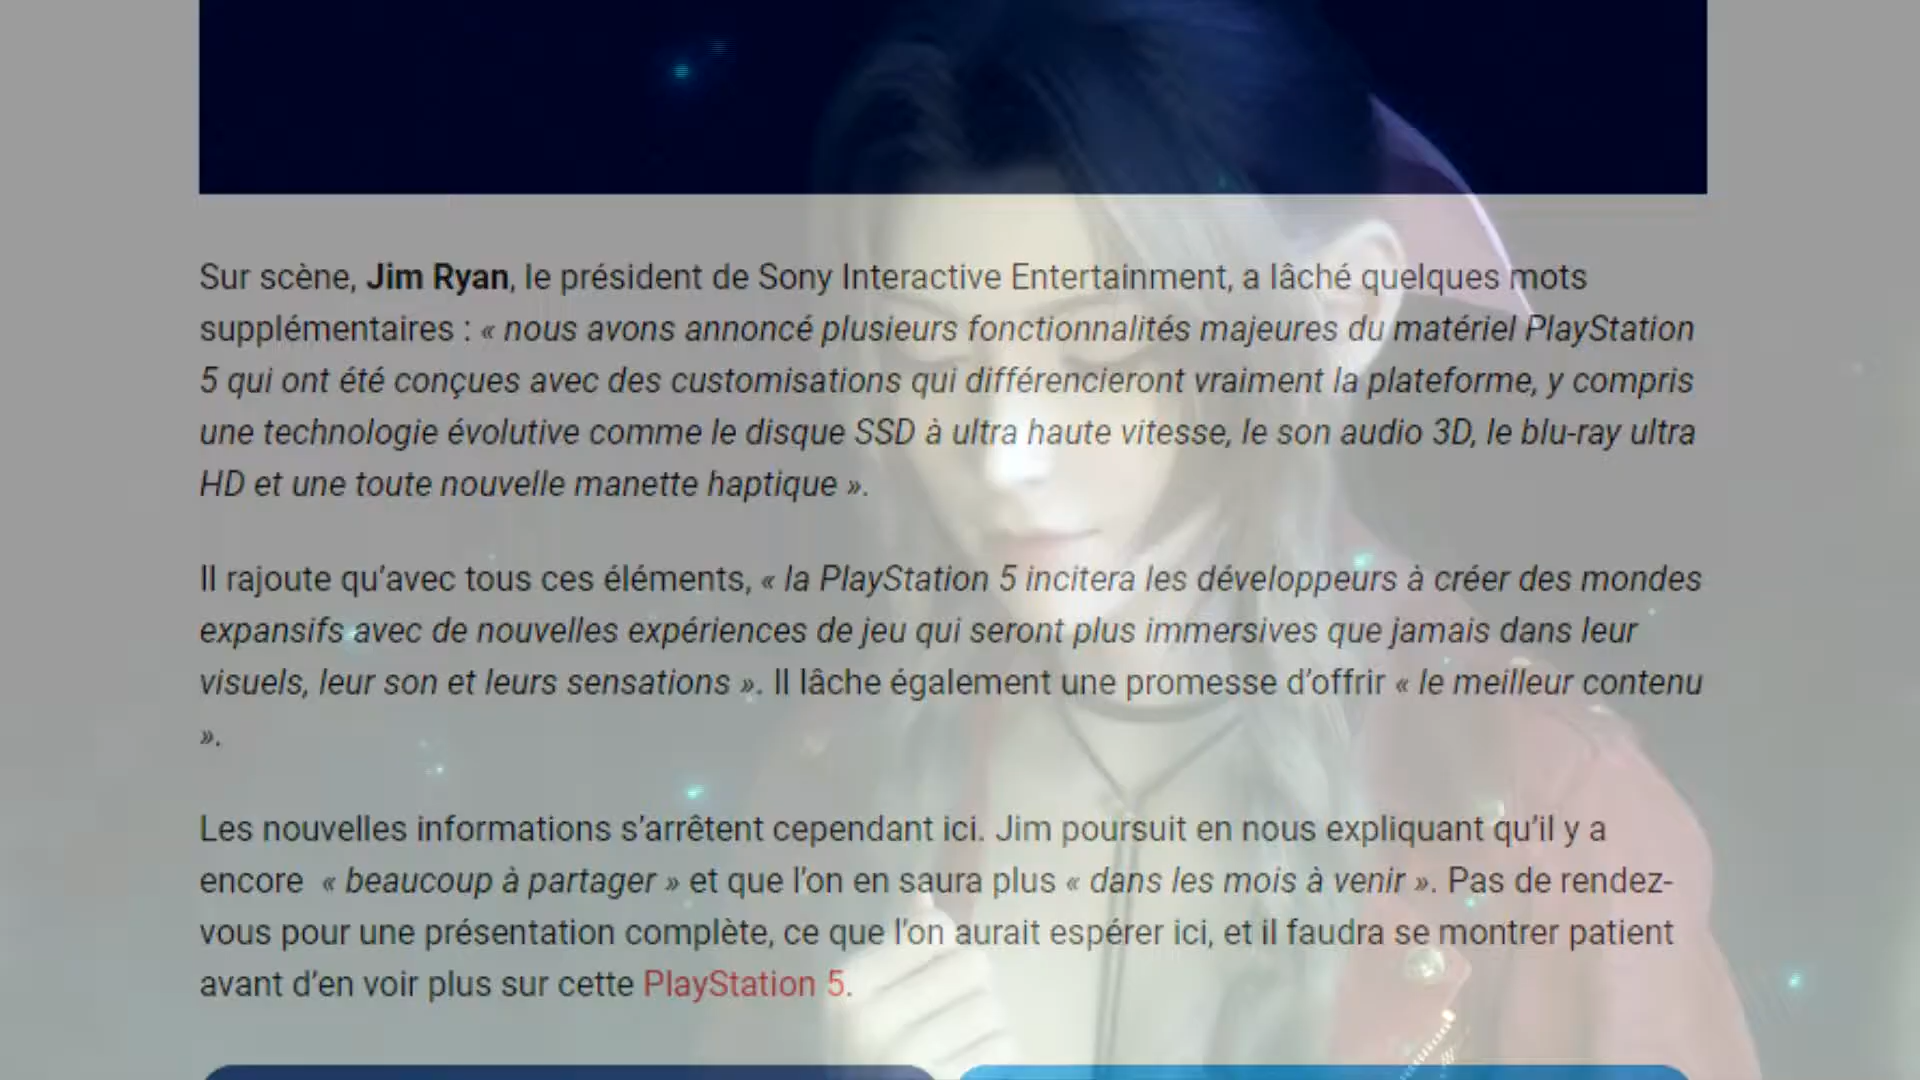 Sur scène, Jim Ryan, le président de Sony Interactive Entertainment, a lâché quelques mots
supplémentaires : « nous avons annoncé plusieurs fonctionnalités majeures du matériel PlayStation
5 qui ont été conçues avec des customisations qui différencieront vraiment la plateforme, y compris
une technologie évolutive comme le disque SSD à ultra haute vitesse, le son audio 3D, le blu-ray ultra
HD et une toute nouvelle manette haptique ».
Il rajoute qu’avec tous ces éléments, « la PlayStation 5 incitera les développeurs à créer des mondes
expansifs avec de nouvelles expériences de jeu qui seront plus immersives que jamais dans leur
visuels, leur son et leurs sensations ». Il lâche également une promesse d’offrir « le meilleur contenu
».
Les nouvelles informations s’arrêtent cependant ici. Jim poursuit en nous expliquant qu’il y a
encore « beaucoup à partager » et que l’on en saura plus « dans les mois à venir ». Pas de rendez-
vous pour une présentation complète, ce que l’on aurait espérer ici, et il faudra se montrer patient
avant d’en voir plus sur cette PlayStation 5.